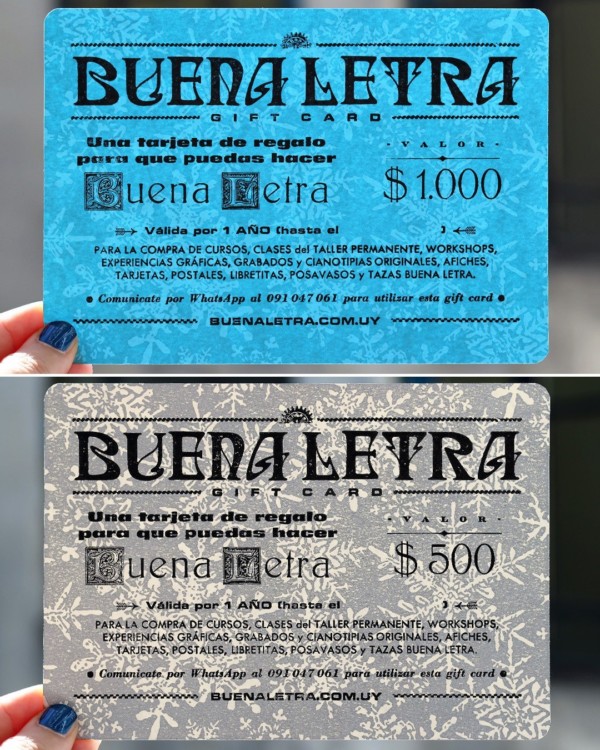 BUENA LETRA
GIFT CARD
Una tarjeta de regalo
para que puedas hacer
Buena Letra
- VALOR -
$ 1.000
Válida por 1 AÑO (hasta el )
PARA LA COMPRA DE CURSOS, CLASES del TALLER PERMANENTE, WORKSHOPS,
EXPERIENCIAS GRÁFICAS, GRABADOS y CIANOTIPIAS ORIGINALES, AFICHES,
TARJETAS, POSTALES, LIBRETITAS, POSAVASOS y TAZAS BUENA LETRA.
● Comunicate por WhatsApp al 091 047 061 para utilizar esta gift card ●
BUENALETRA.COM.UY
BUENA LETRA
GIFT CARD
Una tarjeta de regalo
para que puedas hacer
Buena Letra
- VALOR -
$ 500
Válida por 1 AÑO (hasta el )
PARA LA COMPRA DE CURSOS, CLASES del TALLER PERMANENTE, WORKSHOPS,
EXPERIENCIAS GRÁFICAS, GRABADOS y CIANOTIPIAS ORIGINALES, AFICHES,
TARJETAS, POSTALES, LIBRETITAS, POSAVASOS y TAZAS BUENA LETRA.
● Comunicate por WhatsApp al 091 047 061 para utilizar esta gift card ●
BUENALETRA.COM.UY